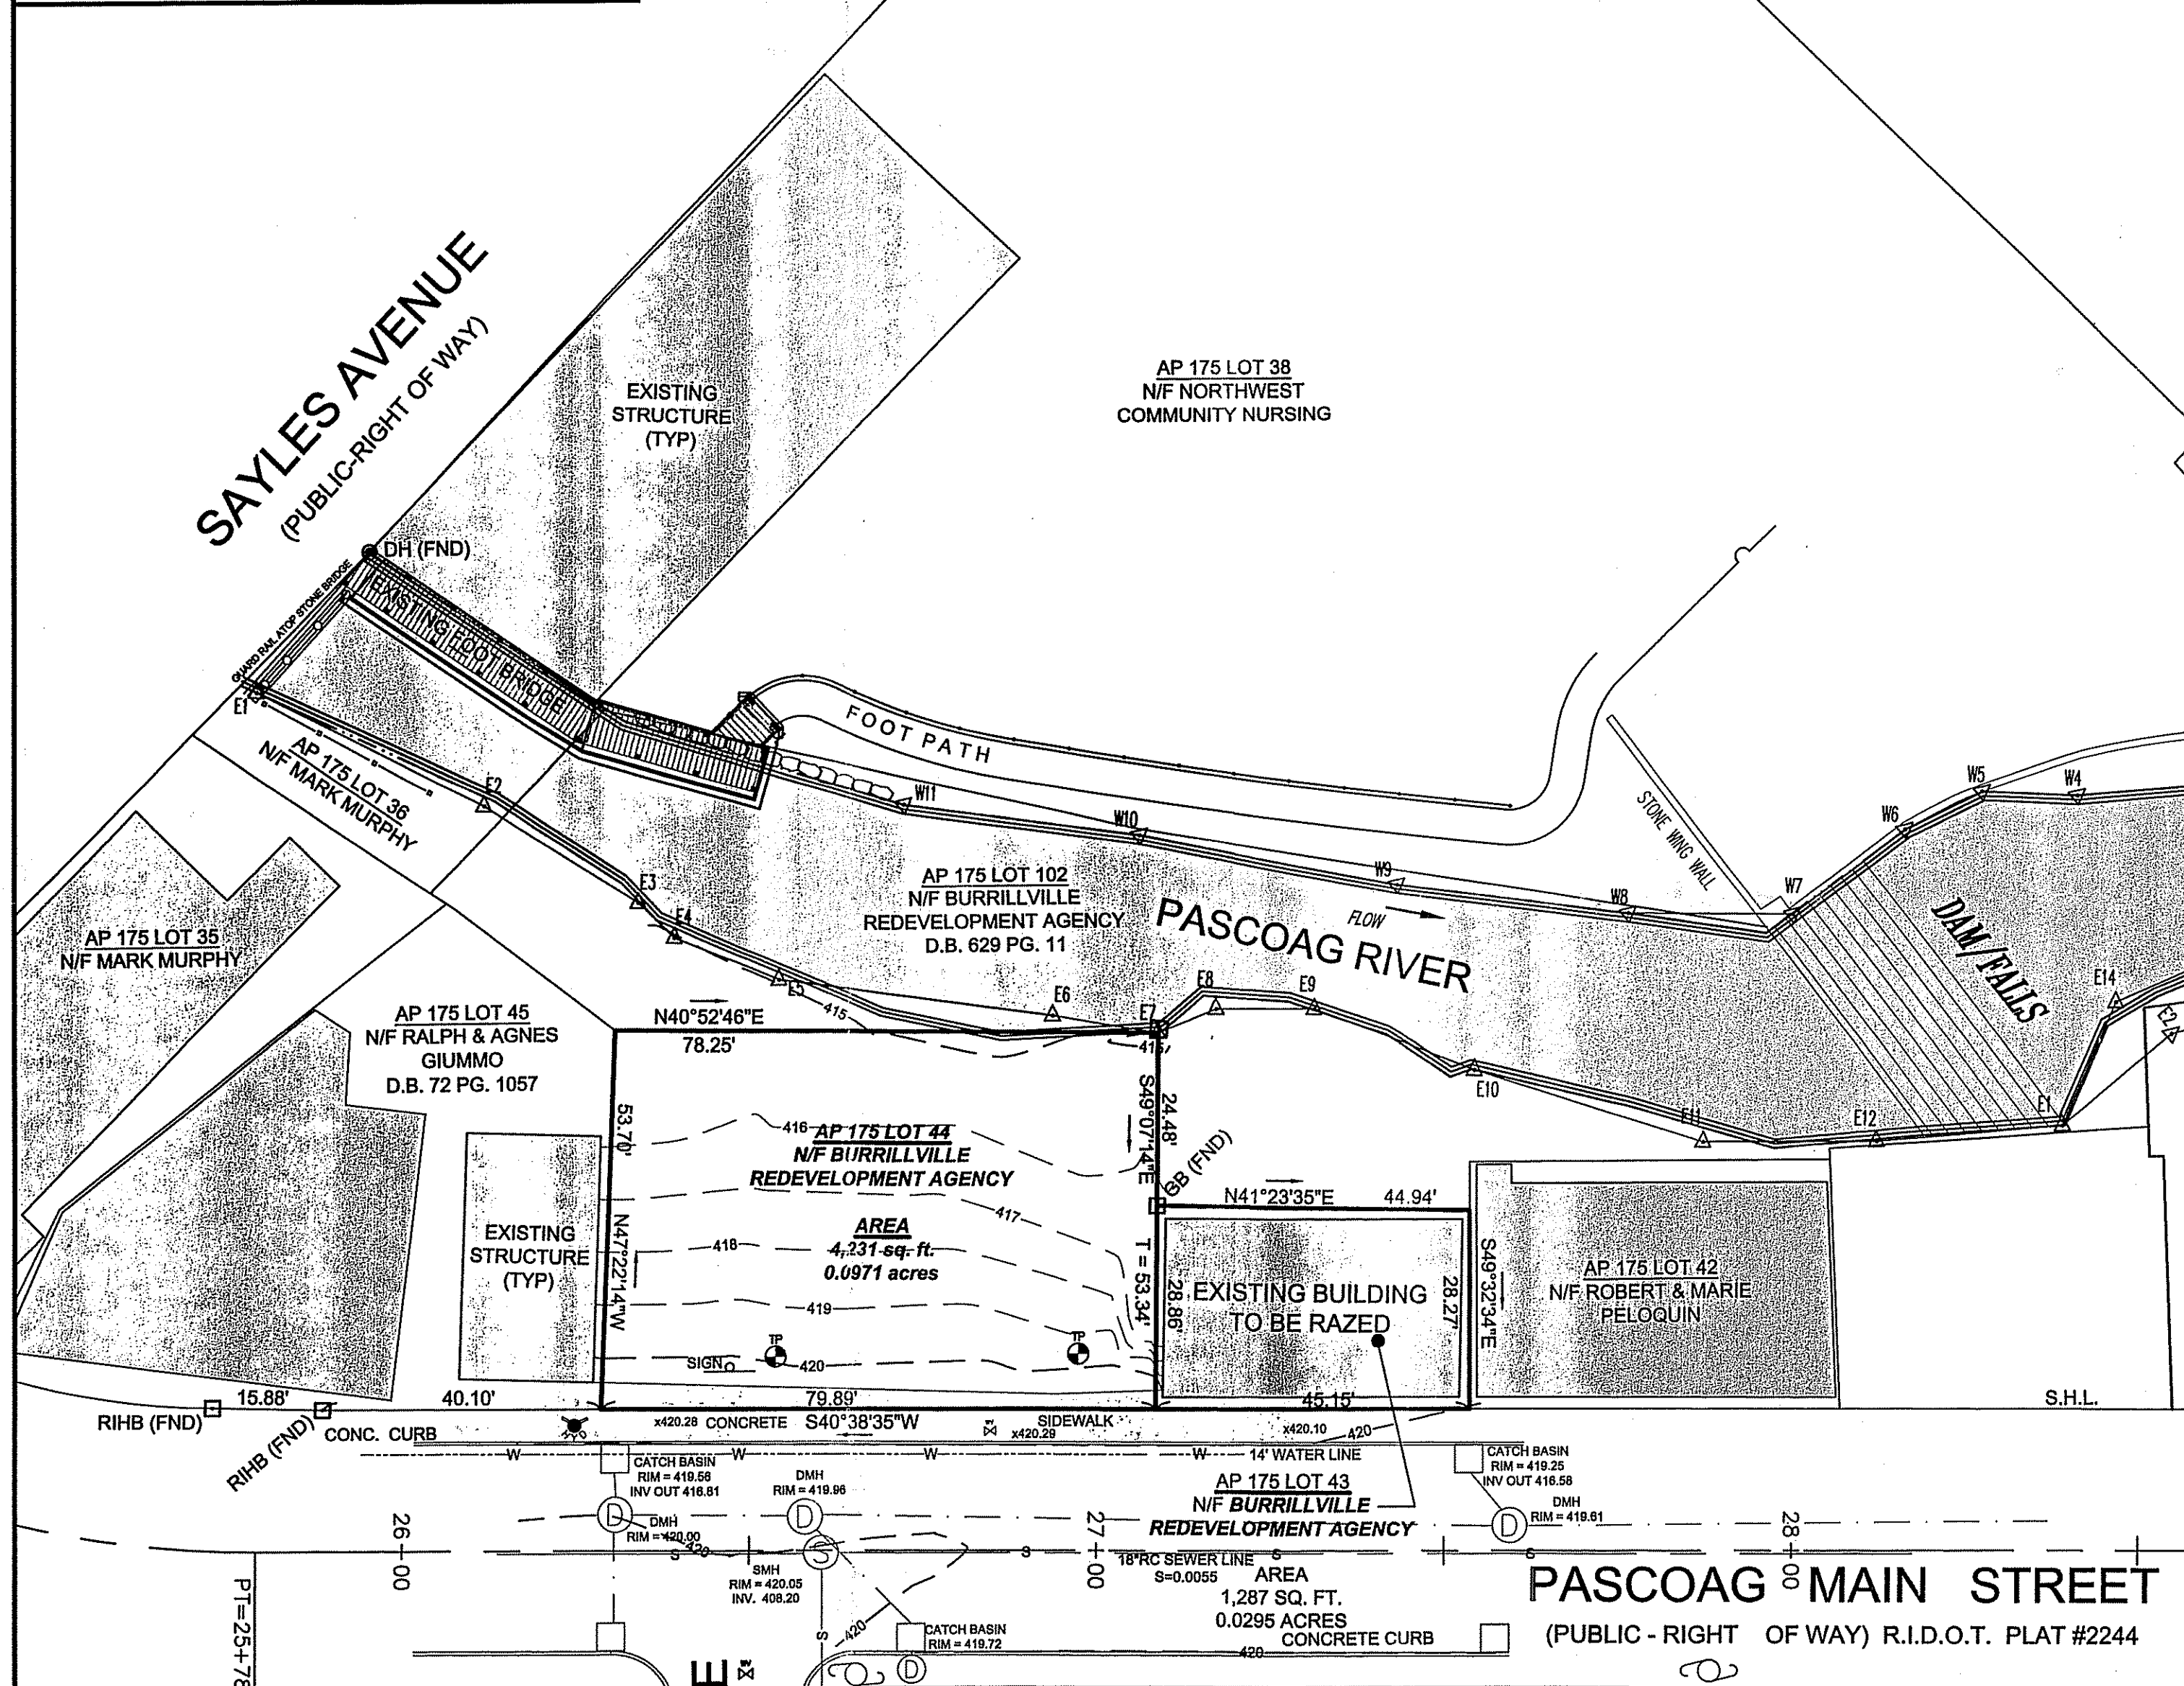 SAYLES AVENUE
(PUBLIC-RIGHT OF WAY)
EXISTING
STRUCTURE
(TYP)
AP 175 LOT 38
N/F NORTHWEST
COMMUNITY NURSING
DH (FND)
GUARD RAIL ATOP STONE BRIDGE
EXISTING FOOT BRIDGE
E1
E2
AP 175 LOT 36
N/F MARK MURPHY
FOOT PATH
STONE WING WALL
W11
W10
W9
W8
W7
W6
W5
W4
E3
E4
E5
415
E6
E7
E8
E9
E10
E11
E12
E1
E14
E2
AP 175 LOT 102
N/F BURRILLVILLE
REDEVELOPMENT AGENCY
D.B. 629 PG. 11
PASCOAG RIVER
FLOW
DAM/FALLS
AP 175 LOT 35
N/F MARK MURPHY
AP 175 LOT 45
N/F RALPH & AGNES
GIUMMO
D.B. 72 PG. 1057
N40°52'46"E
78.25'
415
53.70'
N47°22'14"W
S49°07'14"E
24.48'
GB (FND)
T = 53.34'
28.86'
416
AP 175 LOT 44
N/F BURRILLVILLE
REDEVELOPMENT AGENCY
417
AREA
4,231 sq. ft.
0.0971 acres
418
419
TP
TP
SIGN
420
N41°23'35"E
44.94'
EXISTING BUILDING
TO BE RAZED
28.27'
S49°32'34"E
AP 175 LOT 42
N/F ROBERT & MARIE
PELOQUIN
EXISTING
STRUCTURE
(TYP)
15.88'
40.10'
79.89'
45.15'
S.H.L.
RIHB (FND)
RIHB (FND)
CONC. CURB
HYD
x420.28
CONCRETE
S40°38'35"W
WV
SIDEWALK
x420.29
x420.10
420
W
W
W
W
14' WATER LINE
CATCH BASIN
RIM = 419.56
INV OUT 416.61
DMH
RIM = 419.96
CATCH BASIN
RIM = 419.25
INV OUT 416.58
AP 175 LOT 43
N/F BURRILLVILLE
REDEVELOPMENT AGENCY
D
DMH
RIM = 420.00
D
D
DMH
RIM = 419.61
26+00
420
S
S
S
27+00
18"RC SEWER LINE
S=0.0055
S
S
28+00
SMH
RIM = 420.05
INV. 408.20
AREA
1,287 SQ. FT.
0.0295 ACRES
PASCOAG MAIN STREET
(PUBLIC - RIGHT OF WAY) R.I.D.O.T. PLAT #2244
PT=25+78
S
420
CATCH BASIN
RIM = 419.72
CONCRETE CURB
420
E
WV
D